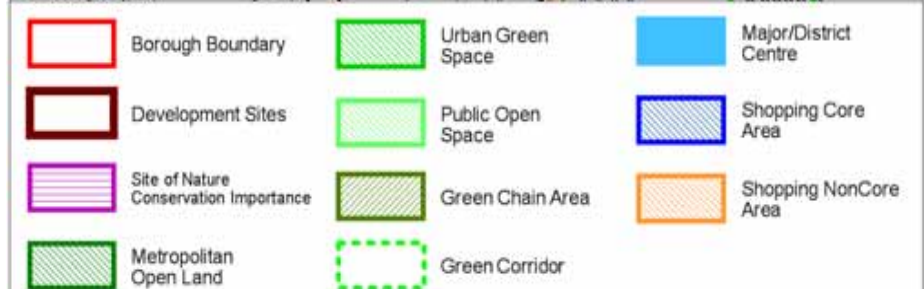 Borough Boundary
Development Sites
Site of Nature
Conservation Importance
Metropolitan
Open Land
Urban Green
Space
Public Open
Space
Green Chain Area
Green Corridor
Major/District
Centre
Shopping Core
Area
Shopping NonCore
Area